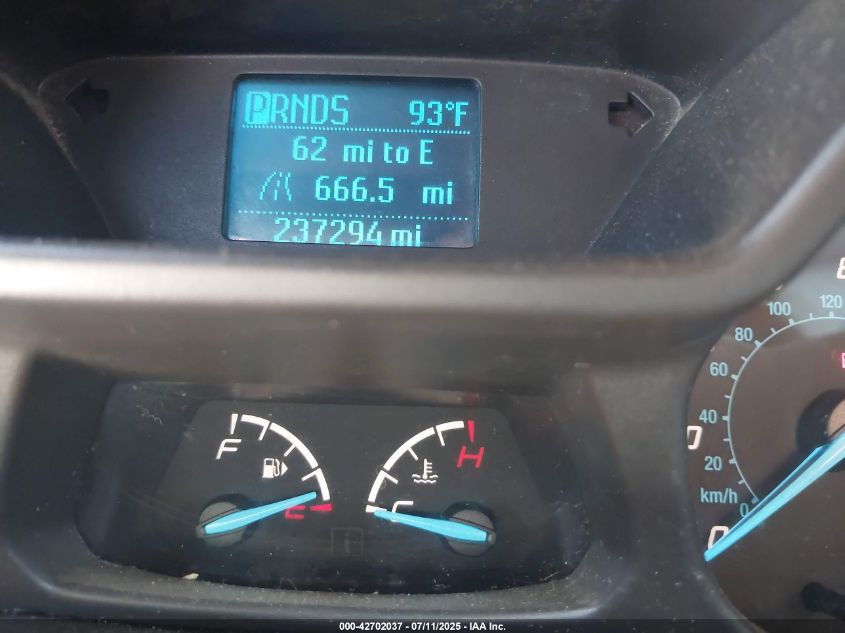 PRNDS 93°F
62 mi to E
666.5 mi
237294 mi
100 120
80
60
40
20
km/h
0
0
F
E
C
H
000-42702037 - 07/11/2025 - IAA Inc.